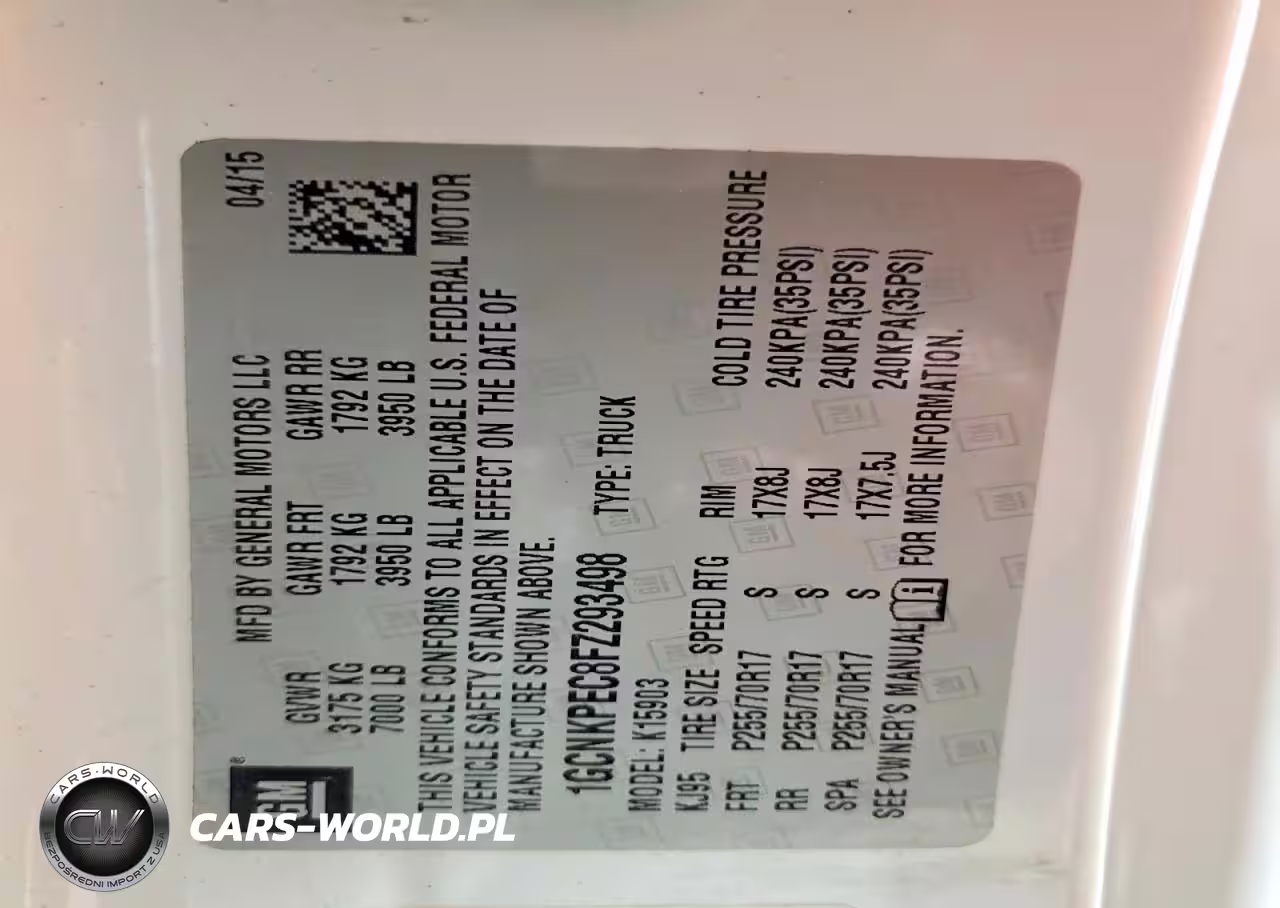 GM
®
MFD BY GENERAL MOTORS LLC 04/15
GVWR GAWR FRT GAWR RR
3175 KG 1792 KG 1792 KG
7000 LB 3950 LB 3950 LB
THIS VEHICLE CONFORMS TO ALL APPLICABLE U.S. FEDERAL MOTOR
VEHICLE SAFETY STANDARDS IN EFFECT ON THE DATE OF
MANUFACTURE SHOWN ABOVE.
1GCNKPEC8FZ293498 TYPE: TRUCK
MODEL: K15903
KJ95 TIRE SIZE SPEED RTG RIM COLD TIRE PRESSURE
FRT P255/70R17 S 17X8J 240KPA(35PSI)
RR P255/70R17 S 17X8J 240KPA(35PSI)
SPA P255/70R17 S 17X7.5J 240KPA(35PSI)
SEE OWNER'S MANUAL i FOR MORE INFORMATION.
CARS-WORLD
CW
BEZPOŚREDNI IMPORT Z USA
CARS-WORLD.PL